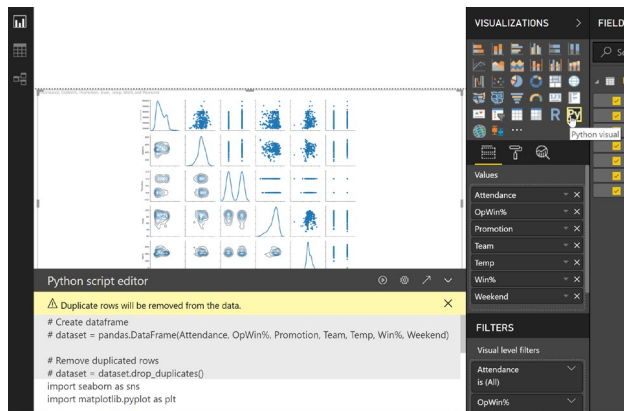 VISUALIZATIONS
>
FIELD
Se
R
PY
Python visual
Values
Attendance
OpWin%
Promotion
Team
Temp
Win%
Weekend
FILTERS
Visual level filters
Attendance
is (All)
OpWin%
Python script editor
Duplicate rows will be removed from the data.
# Create dataframe
# dataset = pandas.DataFrame(Attendance, OpWin%, Promotion, Team, Temp, Win%, Weekend)
# Remove duplicated rows
# dataset = dataset.drop_duplicates()
import seaborn as sns
import matplotlib.pyplot as plt